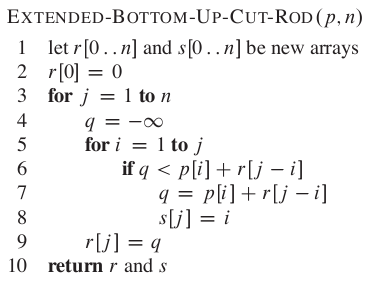 EXTENDED-BOTTOM-UP-CUT-ROD(p, n)
1 let r[0..n] and s[0..n] be new arrays
2 r[0] = 0
3 for j = 1 to n
4 q = −∞
5 for i = 1 to j
6 if q < p[i] + r[j − i]
7 q = p[i] + r[j − i]
8 s[j] = i
9 r[j] = q
10 return r and s